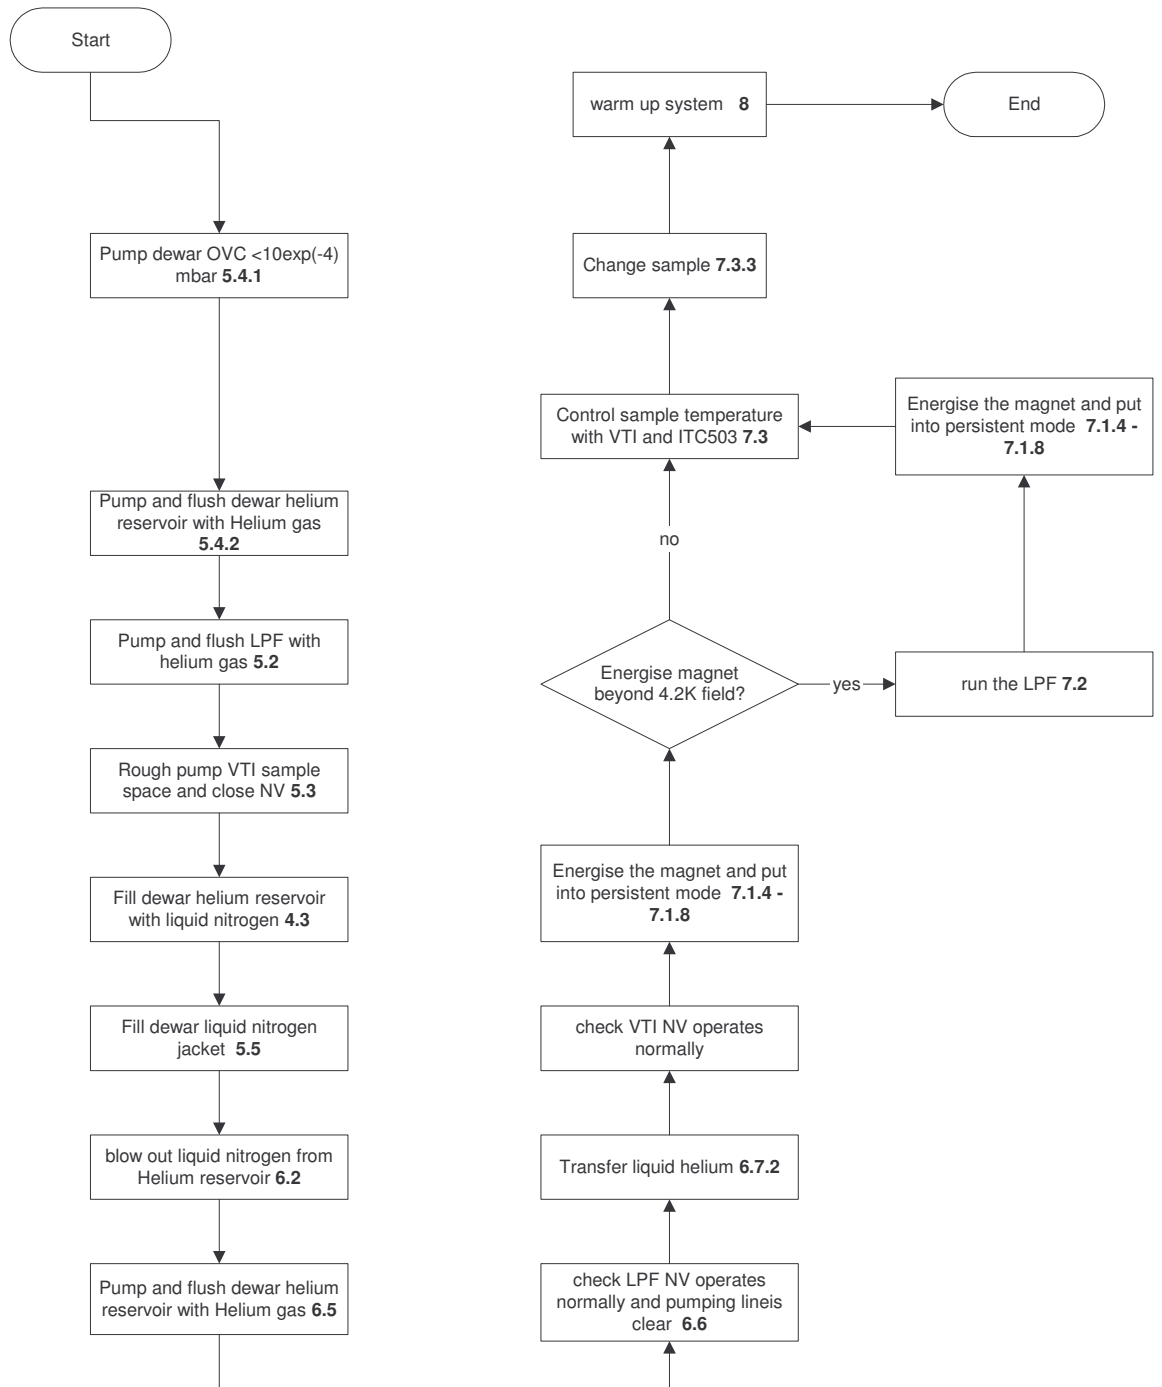 Start
Pump dewar OVC <10exp(-4)
mbar 5.4.1
Pump and flush dewar helium
reservoir with Helium gas
5.4.2
Pump and flush LPF with
helium gas 5.2
Rough pump VTI sample
space and close NV 5.3
Fill dewar helium reservoir
with liquid nitrogen 4.3
Fill dewar liquid nitrogen
jacket 5.5
blow out liquid nitrogen from
Helium reservoir 6.2
Pump and flush dewar helium
reservoir with Helium gas 6.5
check LPF NV operates
normally and pumping lineis
clear 6.6
Transfer liquid helium 6.7.2
check VTI NV operates
normally
Energise the magnet and put
into persistent mode 7.1.4 -
7.1.8
Energise magnet
beyond 4.2K field?
yes
run the LPF 7.2
Energise the magnet and put
into persistent mode 7.1.4 -
7.1.8
no
Control sample temperature
with VTI and ITC503 7.3
Change sample 7.3.3
warm up system 8
End